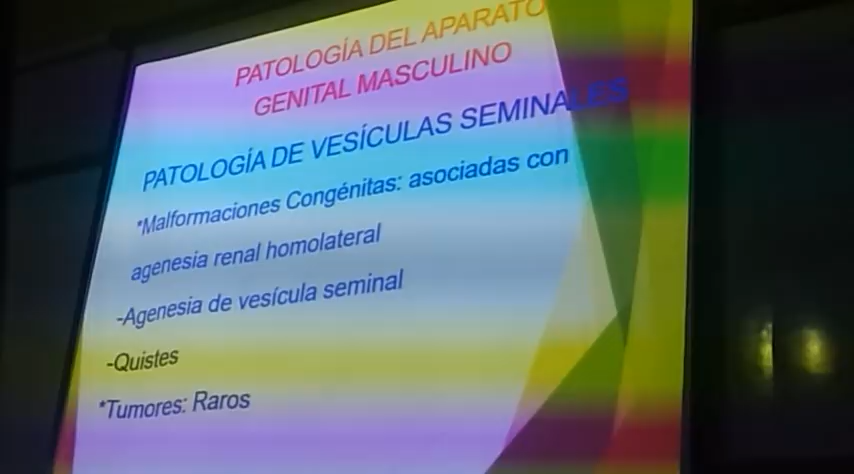 PATOLOGÍA DEL APARATO
GENITAL MASCULINO
PATOLOGÍA DE VESÍCULAS SEMINALES
*Malformaciones Congénitas: asociadas con
agenesia renal homolateral
-Agenesia de vesícula seminal
-Quistes
*Tumores: Raros